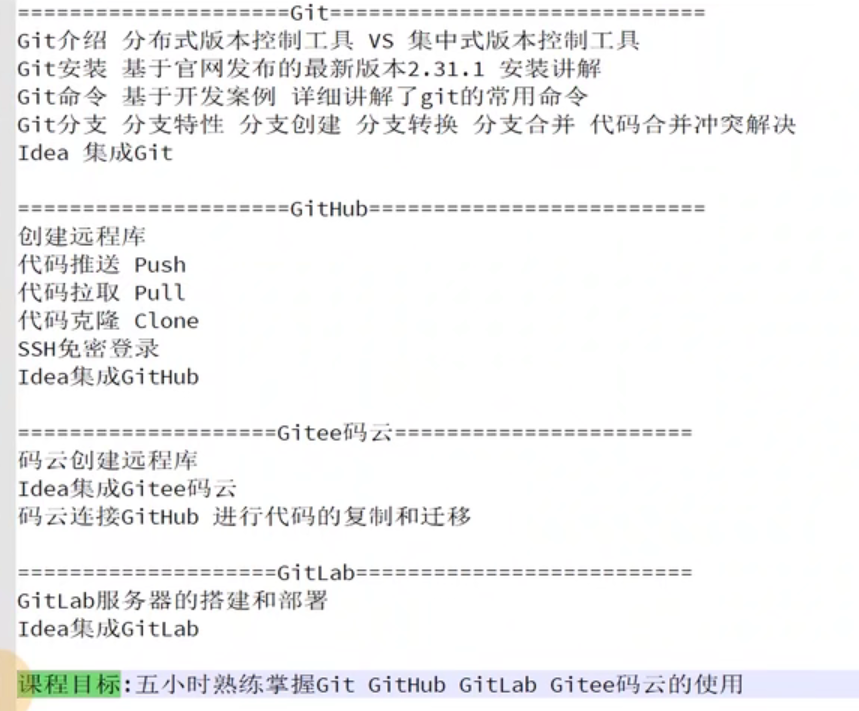 =====================Git=============================
Git介绍 分布式版本控制工具 VS 集中式版本控制工具
Git安装 基于官网发布的最新版本2.31.1 安装讲解
Git命令 基于开发案例 详细讲解了git的常用命令
Git分支 分支特性 分支创建 分支转换 分支合并 代码合并冲突解决
Idea 集成Git
=====================GitHub==========================
创建远程库
代码推送 Push
代码拉取 Pull
代码克隆 Clone
SSH免密登录
Idea集成GitHub
====================Gitee码云=======================
码云创建远程库
Idea集成Gitee码云
码云连接GitHub 进行代码的复制和迁移
====================GitLab==========================
GitLab服务器的搭建和部署
Idea集成GitLab
课程目标:五小时熟练掌握Git GitHub GitLab Gitee码云的使用